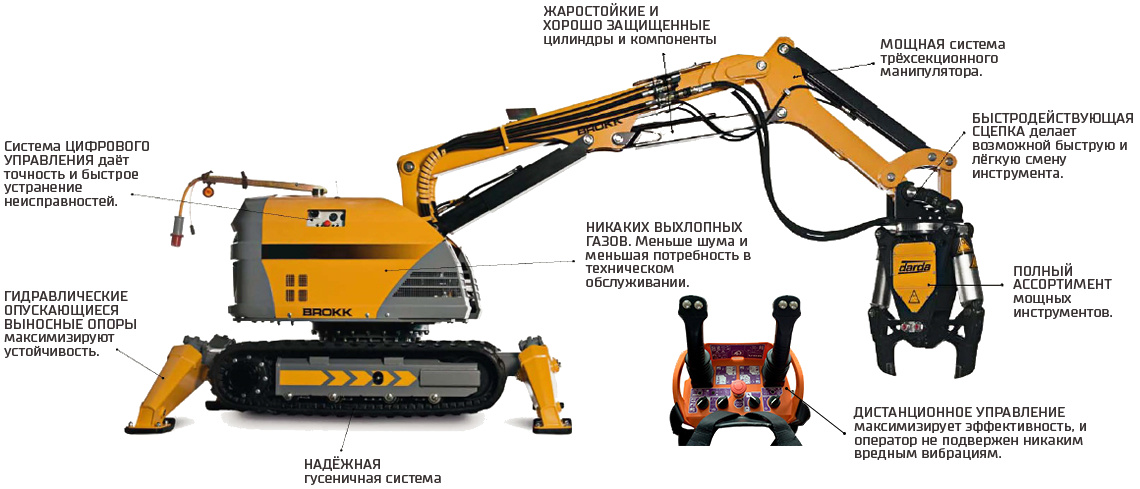 ЖАРОСТОЙКИЕ И
ХОРОШО ЗАЩИЩЕННЫЕ
цилиндры и компоненты
МОЩНАЯ система
трёхсекционного
манипулятора.
БЫСТРОДЕЙСТВУЮЩАЯ
СЦЕПКА делает
возможной быструю и
лёгкую смену
инструмента.
Система ЦИФРОВОГО
УПРАВЛЕНИЯ даёт
точность и быстрое
устранение
неисправностей.
BROKK
НИКАКИХ ВЫХЛОПНЫХ
ГАЗОВ. Меньше шума и
меньшая потребность в
техническом
обслуживании.
darda
ПОЛНЫЙ
АССОРТИМЕНТ
мощных
инструментов.
ГИДРАВЛИЧЕСКИЕ
ОПУСКАЮЩИЕСЯ
ВЫНОСНЫЕ ОПОРЫ
максимизируют
устойчивость.
BROKK
ДИСТАНЦИОННОЕ УПРАВЛЕНИЕ
максимизирует эффективность, и
оператор не подвержен никаким
вредным вибрациям.
НАДЁЖНАЯ
гусеничная система